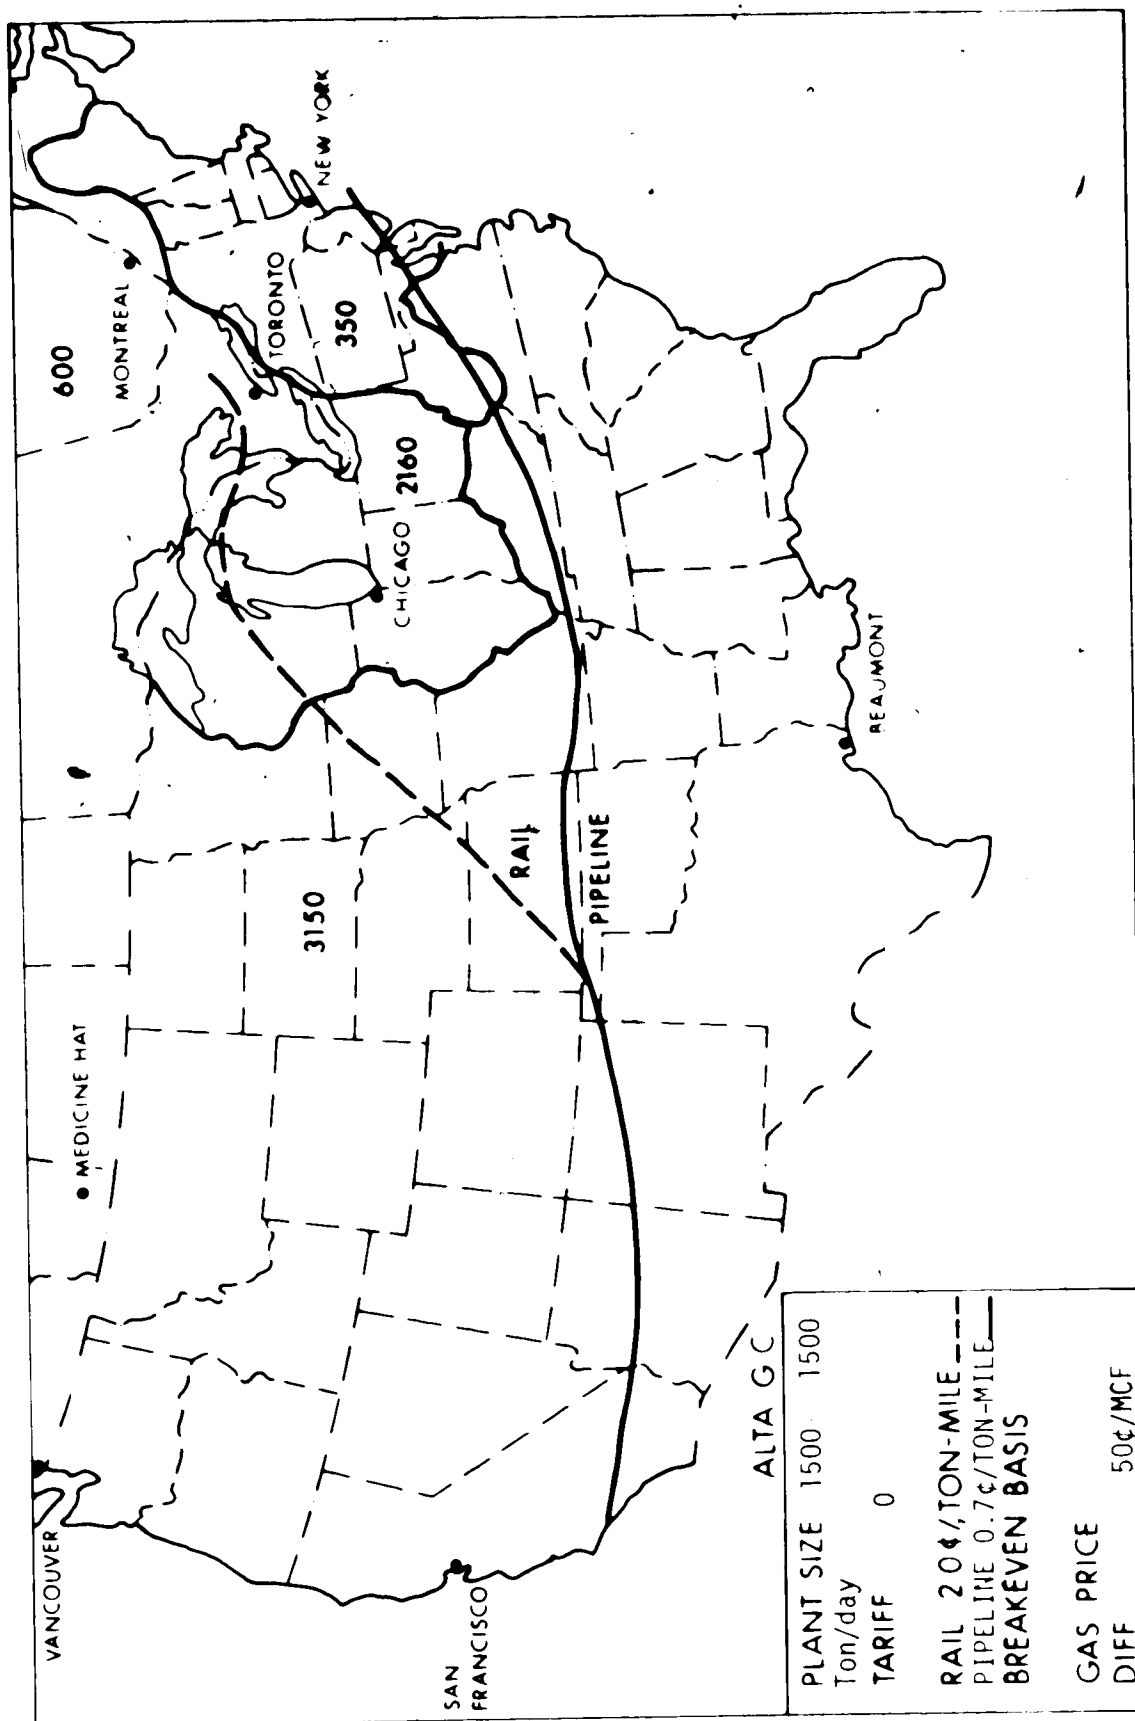 VANCOUVER
MEDICINE HAT
600
MONTREAL
TORONTO
NEW YORK
350
3150
2160
CHICAGO
SAN
FRANCISCO
RAIL
PIPELINE
BEAUMONT
ALTA G C
PLANT SIZE 1500 1500
Ton/day
TARIFF 0
RAIL 2 0¢/TON-MILE
PIPELINE 0.7¢/TON-MILE
BREAKEVEN BASIS
GAS PRICE
DIFF 50¢/MCF